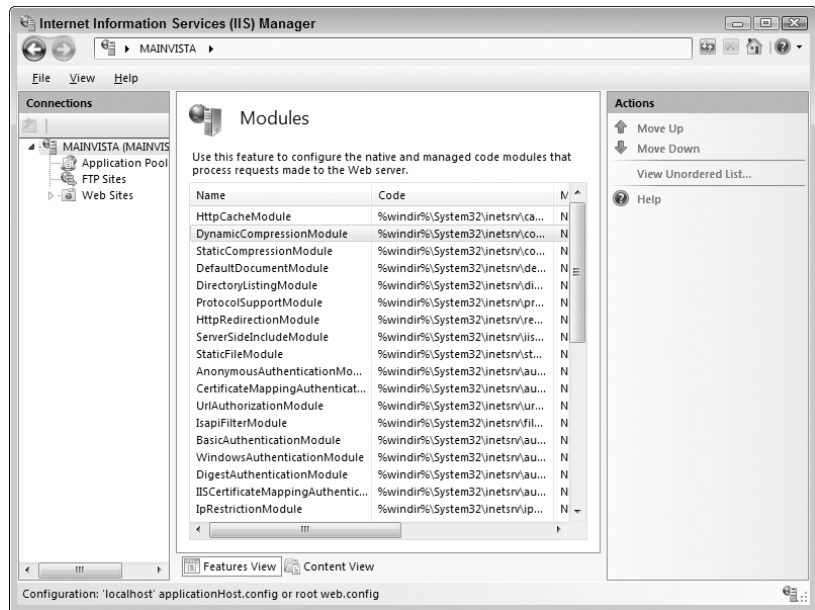 Internet Information Services (IIS) Manager
MAINVISTA
File View Help
Connections
MAINVISTA (MAINVIS
Application Pool
FTP Sites
Web Sites
Modules
Use this feature to configure the native and managed code modules that
process requests made to the Web server.
Name Code M
HttpCacheModule %windir%\System32\inetsrv\ca... N
DynamicCompressionModule %windir%\System32\inetsrv\co... N
StaticCompressionModule %windir%\System32\inetsrv\co... N
DefaultDocumentModule %windir%\System32\inetsrv\de... N
DirectoryListingModule %windir%\System32\inetsrv\di... N
ProtocolSupportModule %windir%\System32\inetsrv\pr... N
HttpRedirectionModule %windir%\System32\inetsrv\re... N
ServerSideIncludeModule %windir%\System32\inetsrv\iis... N
StaticFileModule %windir%\System32\inetsrv\st... N
AnonymousAuthenticationMo... %windir%\System32\inetsrv\au... N
CertificateMappingAuthenticat... %windir%\System32\inetsrv\au... N
UrlAuthorizationModule %windir%\System32\inetsrv\ur... N
IsapiFilterModule %windir%\System32\inetsrv\fil... N
BasicAuthenticationModule %windir%\System32\inetsrv\au... N
WindowsAuthenticationModule %windir%\System32\inetsrv\au... N
DigestAuthenticationModule %windir%\System32\inetsrv\au... N
IISCertificateMappingAuthentic... %windir%\System32\inetsrv\au... N
IpRestrictionModule %windir%\System32\inetsrv\ip... N
Features View Content View
Actions
Move Up
Move Down
View Unordered List...
Help
Configuration: 'localhost' applicationHost.config or root web.config